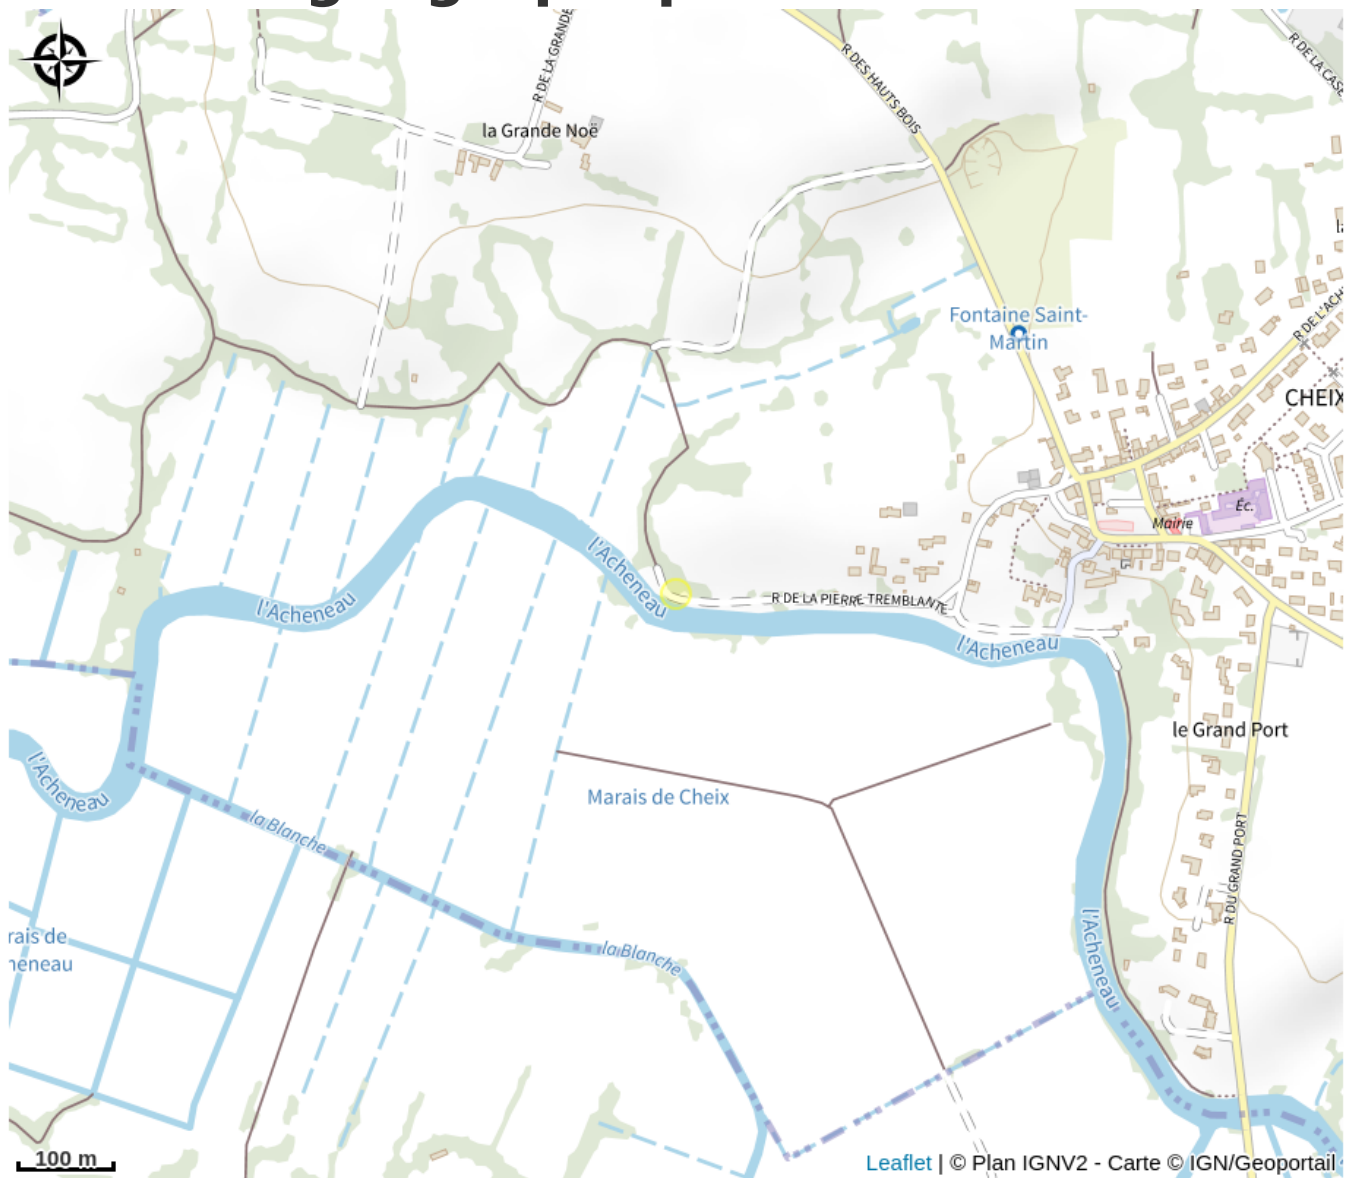 R DE LA GRANDE
R DES HAUTS BOIS
R DE LA CASE
la Grande Noë
Fontaine Saint-
Martin
R DE L'ACH
CHEIX
Éc.
Mairie
l'Acheneau
l'Acheneau
R DE LA PIERRE TREMBLANTE
l'Acheneau
le Grand Port
l'Acheneau
Marais de Cheix
la Blanche
R DU GRAND PORT
rais de
heneau
la Blanche
l'Acheneau
100 m
Leaflet | © Plan IGNV2 - Carte © IGN/Geoportail